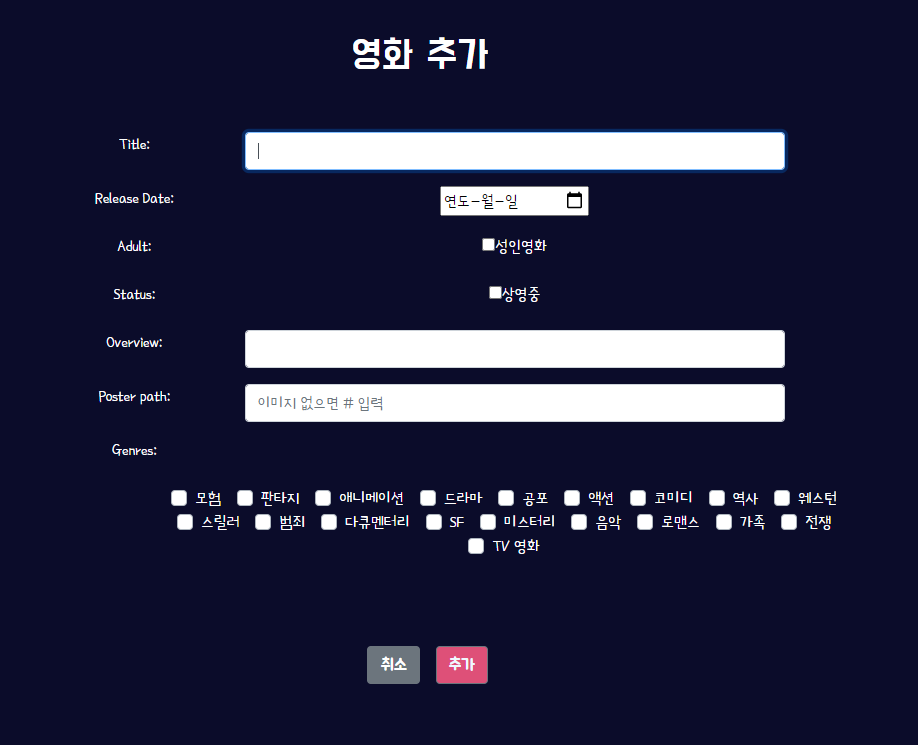 영화 추가
Title:
Release Date: 연도-월-일
Adult: 성인영화
Status: 상영중
Overview:
Poster path: 이미지 없으면 # 입력
Genres:
모험 판타지 애니메이션 드라마 공포 액션 코미디 역사 웨스턴
스릴러 범죄 다큐멘터리 SF 미스터리 음악 로맨스 가족 전쟁
TV 영화
취소 추가